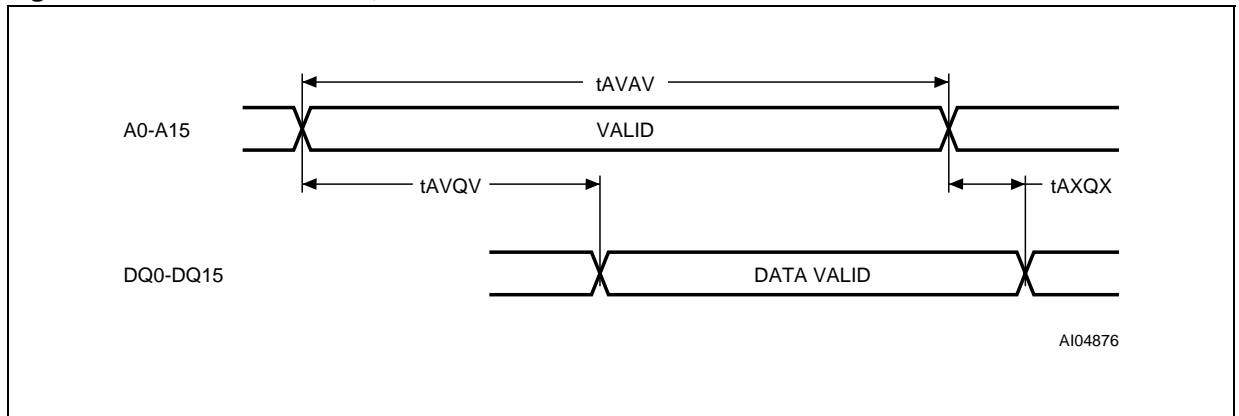 tAVAV
A0-A15
VALID
tAVQV
tAXQX
DQ0-DQ15
DATA VALID
AI04876